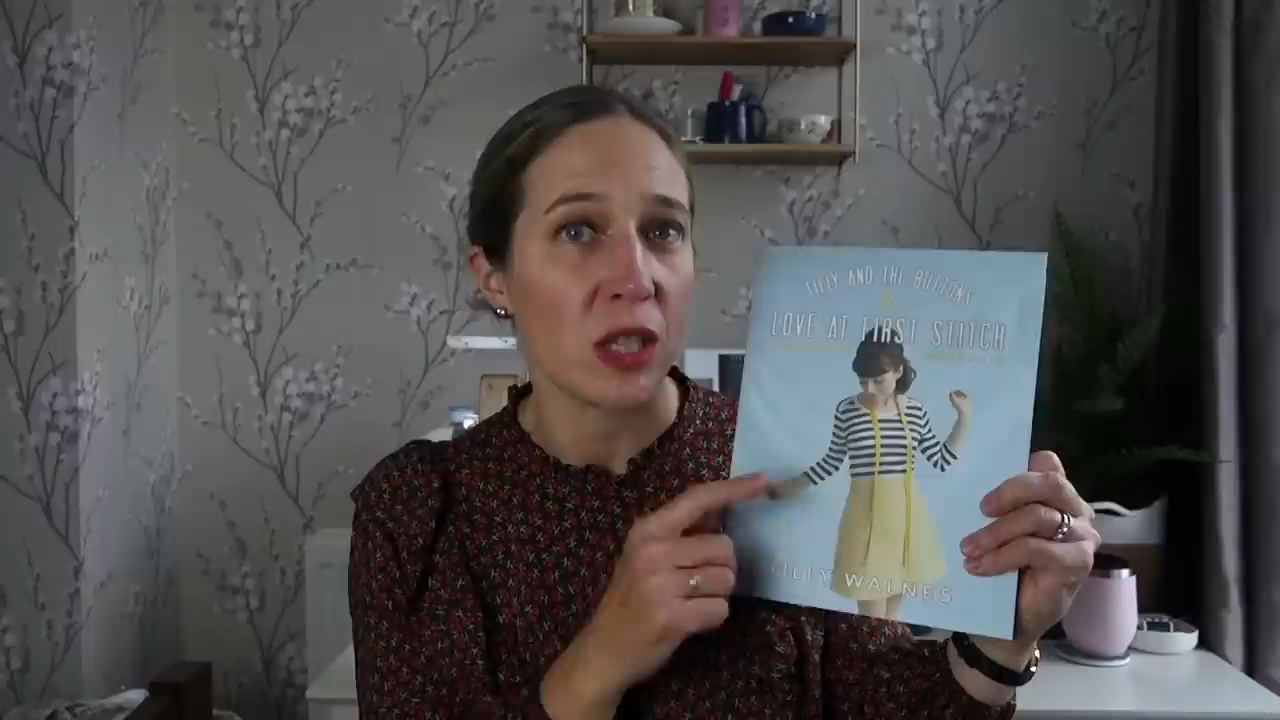 TILLY AND THE BUTTONS
LOVE AT FIRST STITCH
TILLY WALNES